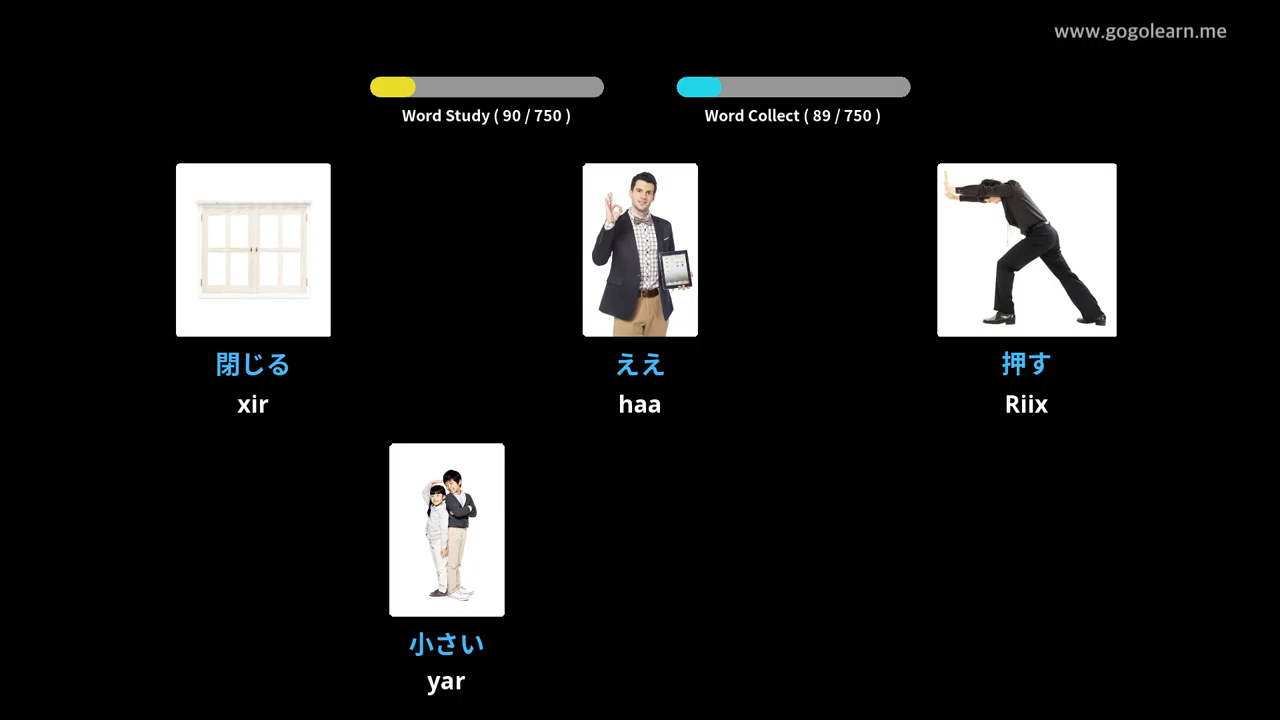 www.gogolearn.me
Word Study ( 90 / 750 )
Word Collect ( 89 / 750 )
閉じる
xir
ええ
haa
押す
Riix
小さい
yar